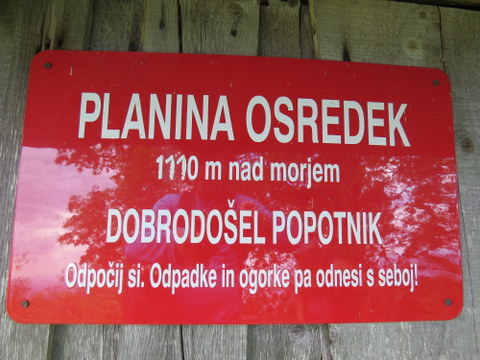 PLANINA OSREDEK
1110 m nad morjem
DOBRODOŠEL POPOTNIK
Odpočij si. Odpadke in ogorke pa odnesi s seboj!